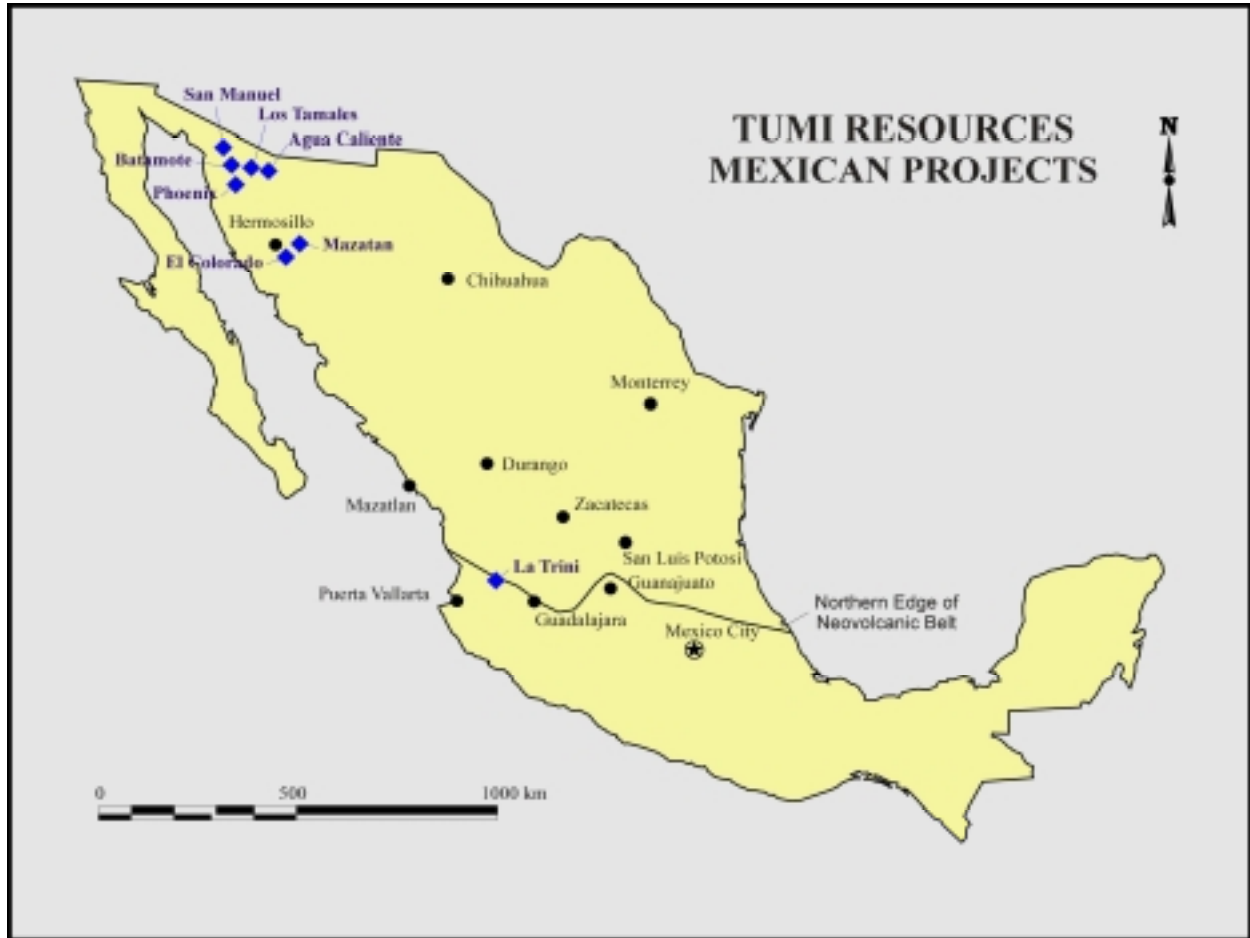 TUMI RESOURCES
MEXICAN PROJECTS
N
San Manuel
Los Tamales
Agua Caliente
Batamote
Phoenix
Hermosillo
Mazatan
El Colorado
Chihuahua
Monterrey
Durango
Mazatlan
Zacatecas
San Luis Potosi
La Trini
Guanajuato
Puerta Vallarta
Guadalajara
Northern Edge of
Neovolcanic Belt
Mexico City
0 500 1000 km